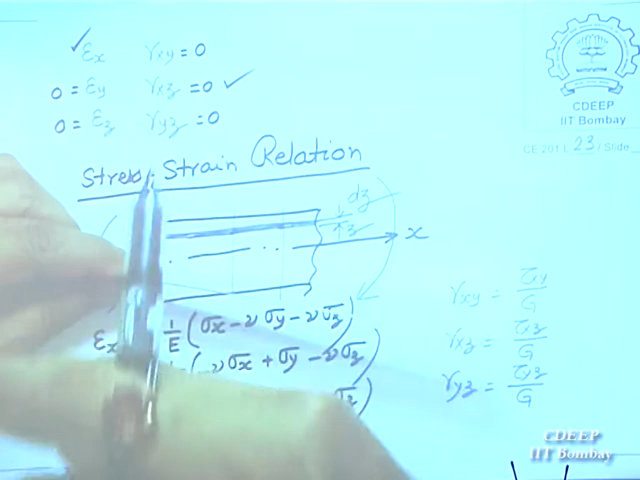 ✓εx γxy = 0
0 = εy γxz = 0 ✓
0 = εz γyz = 0
CDEEP
IIT Bombay
CE 201 L 23 / Slide
Stress-Strain Relation
dz
z
x
εx 1/E (σx - ν σy - ν σz)
ν σx + σy - ν σz)
σz)
γxy = τxy/G
γxz = τxz/G
γyz = τyz/G
CDEEP
IIT Bombay